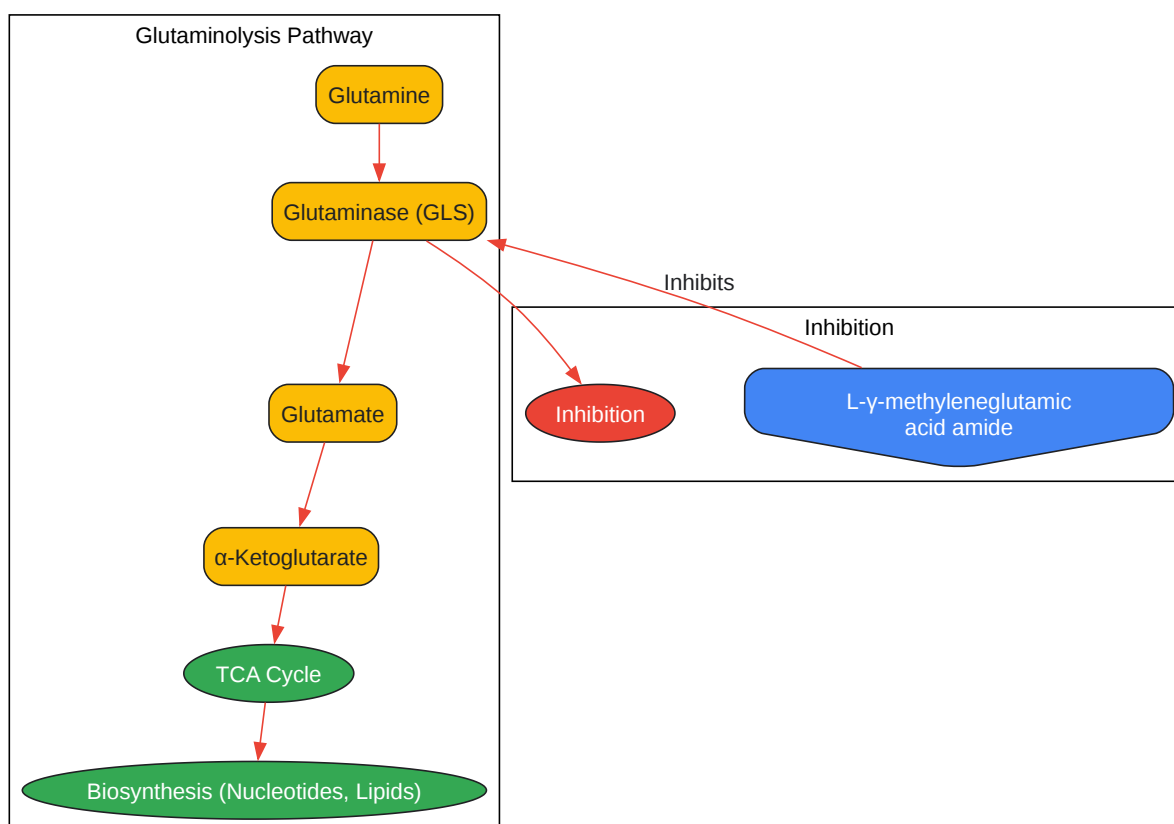 Glutaminolysis Pathway
Glutamine
Glutaminase (GLS)
Inhibits
Inhibition
Glutamate
Inhibition
L-γ-methyleneglutamic
acid amide
α-Ketoglutarate
TCA Cycle
Biosynthesis (Nucleotides, Lipids)